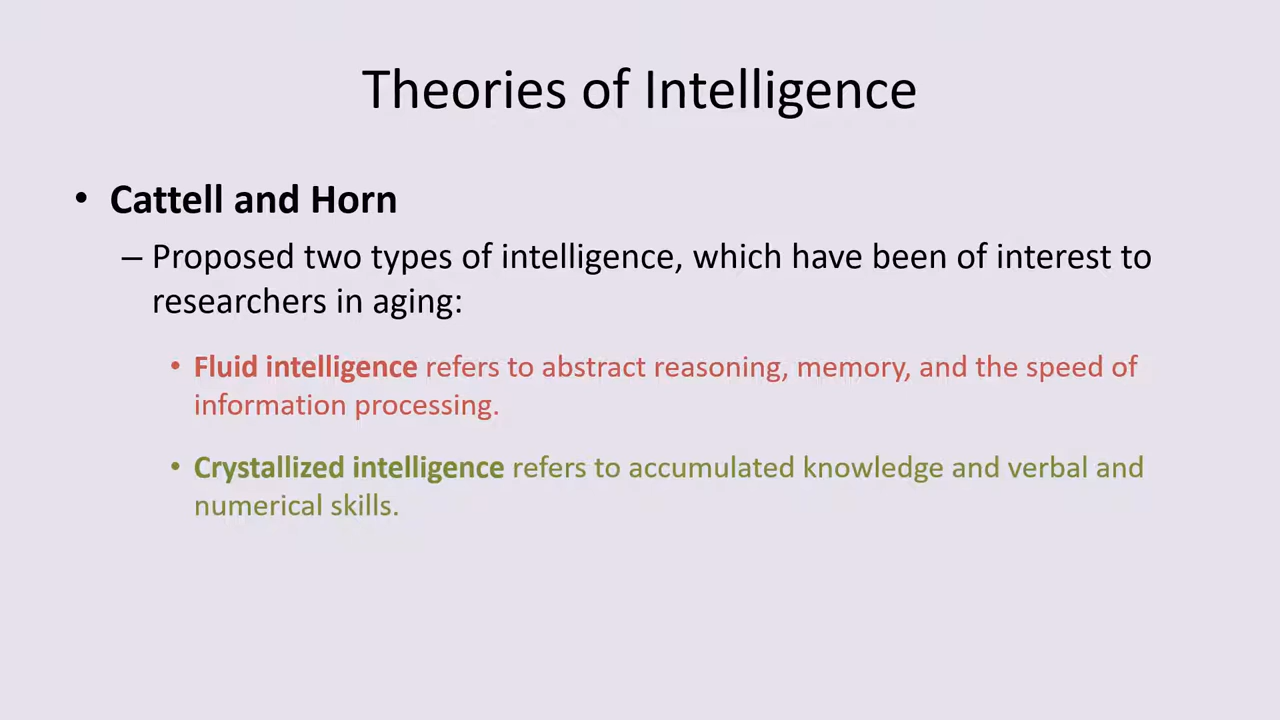 Theories of Intelligence
• Cattell and Horn
– Proposed two types of intelligence, which have been of interest to
researchers in aging:
• Fluid intelligence refers to abstract reasoning, memory, and the speed of
information processing.
• Crystallized intelligence refers to accumulated knowledge and verbal and
numerical skills.